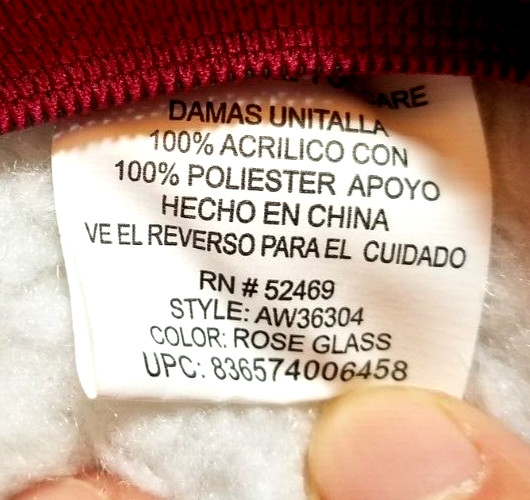 CARE
DAMAS UNITALLA
100% ACRILICO CON
100% POLIESTER APOYO
HECHO EN CHINA
VE EL REVERSO PARA EL CUIDADO
RN # 52469
STYLE: AW36304
COLOR: ROSE GLASS
UPC: 836574006458